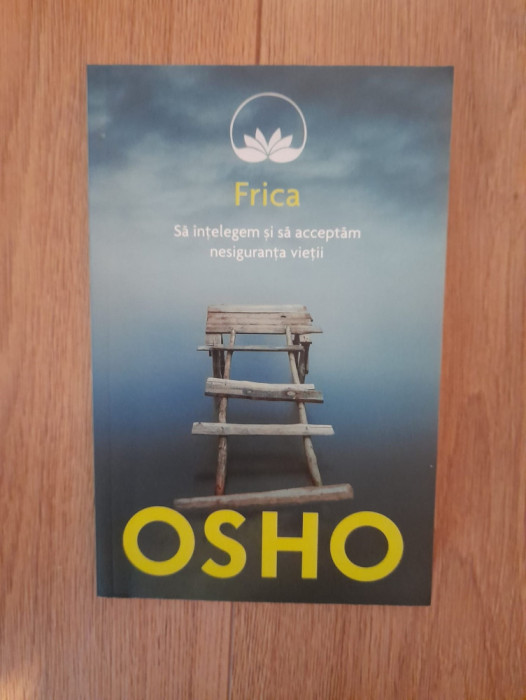 Frica
Să înțelegem și să acceptăm
nesiguranța vieții
OSHO